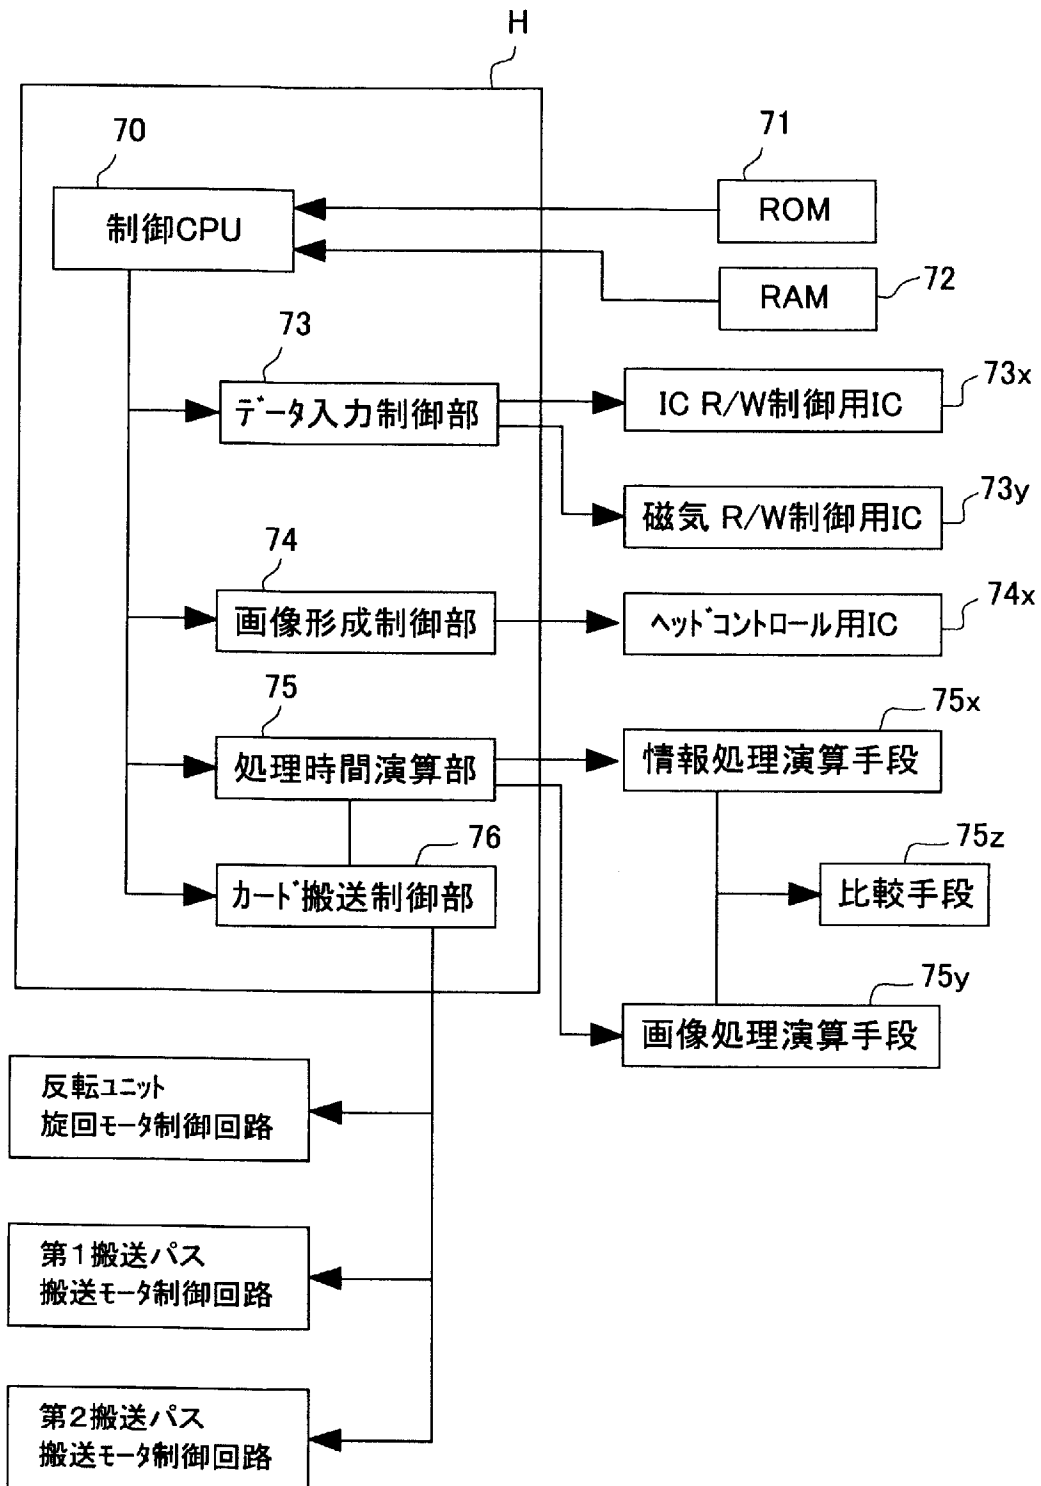 H
70
制御CPU
71
ROM
72
RAM
73
データ入力制御部
73x
IC R/W制御用IC
73y
磁気 R/W制御用IC
74
画像形成制御部
74x
ヘッドコントロール用IC
75
処理時間演算部
75x
情報処理演算手段
76
カード搬送制御部
75z
比較手段
75y
画像処理演算手段
反転ユニット
旋回モータ制御回路
第1搬送パス
搬送モータ制御回路
第2搬送パス
搬送モータ制御回路